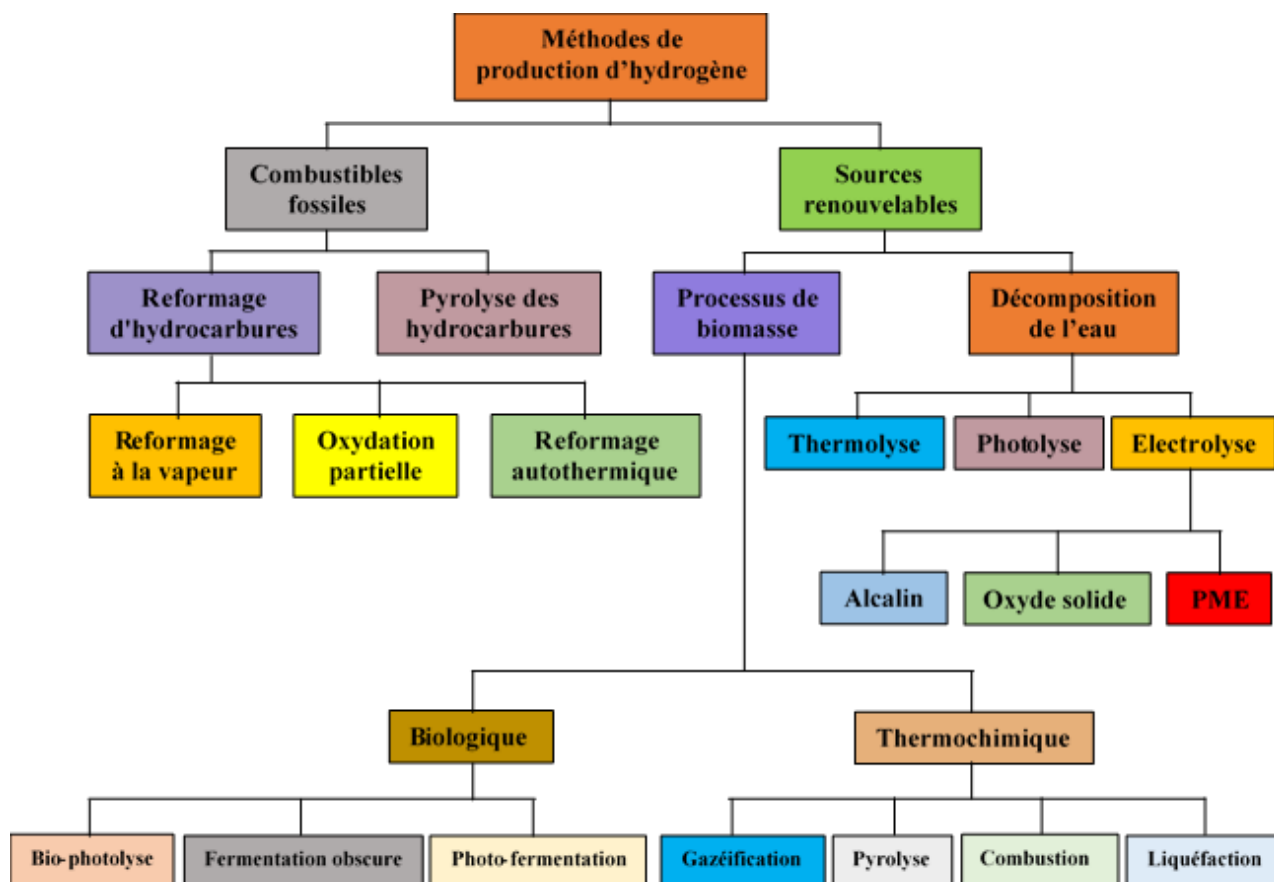 Méthodes de
production d’hydrogène
Combustibles
fossiles
Sources
renouvelables
Reformage
d'hydrocarbures
Pyrolyse des
hydrocarbures
Processus de
biomasse
Décomposition
de l’eau
Reformage
à la vapeur
Oxydation
partielle
Reformage
autothermique
Thermolyse
Photolyse
Electrolyse
Alcalin
Oxyde solide
PME
Biologique
Thermochimique
Bio-photolyse
Fermentation obscure
Photo-fermentation
Gazéification
Pyrolyse
Combustion
Liquéfaction